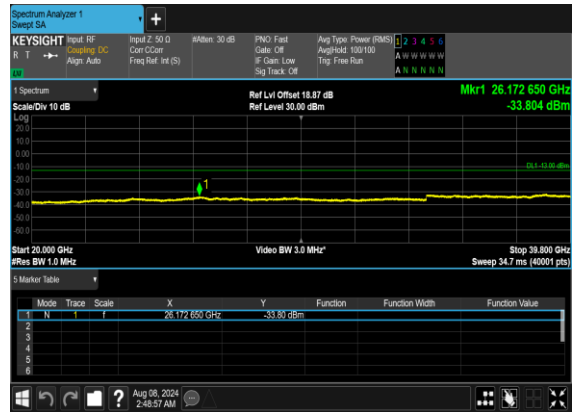 Spectrum Analyzer 1
Swept SA
KEYSIGHT
R T
Input: RF
Coupling: DC
Align: Auto
Input Z: 50 Ω
Corr CCorr
Freq Ref: Int (S)
#Atten: 30 dB
PNO: Fast
Gate: Off
IF Gain: Low
Sig Track: Off
Avg Type: Power (RMS)
Avg|Hold: 100/100
Trig: Free Run
1 2 3 4 5 6
A W W W W W
A N N N N N
1 Spectrum
Scale/Div 10 dB
Log
Ref Lvl Offset 18.87 dB
Ref Level 30.00 dBm
Mkr1 26.172 650 GHz
-33.804 dBm
20.0
10.0
0.00
-10.0
DL1 -13.00 dBm
-20.0
1
-30.0
-40.0
-50.0
-60.0
Start 20.000 GHz
#Res BW 1.0 MHz
Video BW 3.0 MHz*
Stop 39.800 GHz
Sweep 34.7 ms (40001 pts)
5 Marker Table
Mode Trace Scale X Y Function Function Width Function Value
1 N 1 f 26.172 650 GHz -33.80 dBm
2
3
4
5
6
?
Aug 08, 2024
2:48:57 AM